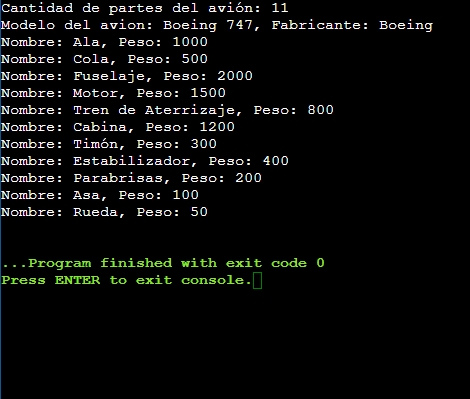 Cantidad de partes del avión: 11
Modelo del avion: Boeing 747, Fabricante: Boeing
Nombre: Ala, Peso: 1000
Nombre: Cola, Peso: 500
Nombre: Fuselaje, Peso: 2000
Nombre: Motor, Peso: 1500
Nombre: Tren de Aterrizaje, Peso: 800
Nombre: Cabina, Peso: 1200
Nombre: Timón, Peso: 300
Nombre: Estabilizador, Peso: 400
Nombre: Parabrisas, Peso: 200
Nombre: Asa, Peso: 100
Nombre: Rueda, Peso: 50
...Program finished with exit code 0
Press ENTER to exit console.